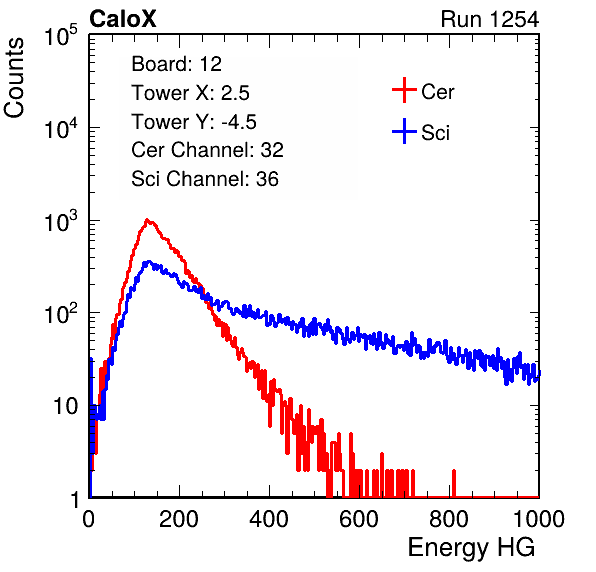 CaloX Run 1254
Counts
Board: 12
Tower X: 2.5
Tower Y: -4.5
Cer Channel: 32
Sci Channel: 36
Cer
Sci
10^5
10^4
10^3
10^2
10
1
0 200 400 600 800 1000
Energy HG